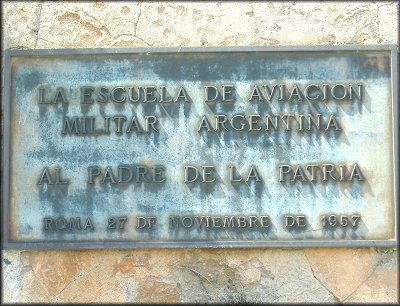 LA ESCUELA DE AVIACION
MILITAR ARGENTINA
AL PADRE DE LA PATRIA
ROMA 27 DE NOVIEMBRE DE 1957